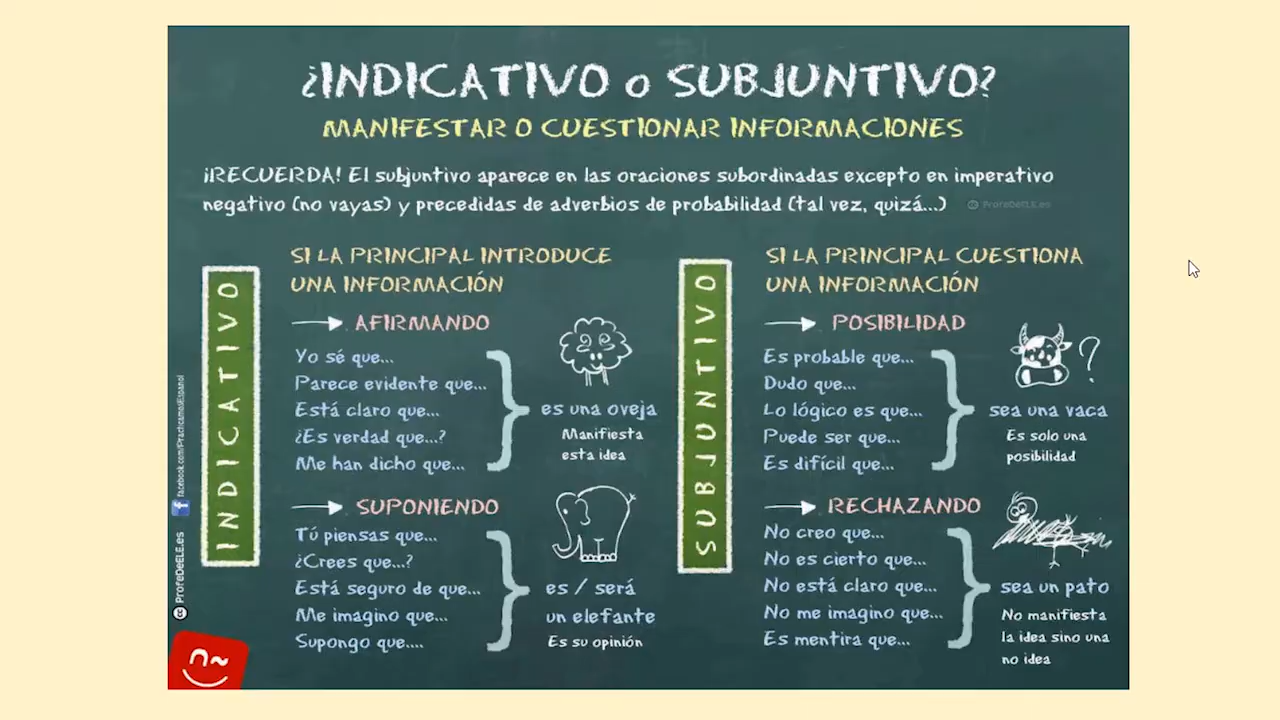 ¿INDICATIVO o SUBJUNTIVO?
MANIFESTAR O CUESTIONAR INFORMACIONES
¡RECUERDA! El subjuntivo aparece en las oraciones subordinadas excepto en imperativo
negativo (no vayas) y precedidas de adverbios de probabilidad (tal vez, quizá...)
ProfeDeELE.es
INDICATIVO
SI LA PRINCIPAL INTRODUCE
UNA INFORMACIÓN
AFIRMANDO
Yo sé que...
Parece evidente que...
Está claro que...
¿Es verdad que...?
Me han dicho que...
es una oveja
Manifiesta
esta idea
SUPONIENDO
Tú piensas que...
¿Crees que...?
Está seguro de que...
Me imagino que...
Supongo que....
es / será
un elefante
Es su opinión
SUBJUNTIVO
SI LA PRINCIPAL CUESTIONA
UNA INFORMACIÓN
POSIBILIDAD
Es probable que...
Dudo que...
Lo lógico es que...
Puede ser que...
Es difícil que...
?
sea una vaca
Es solo una
posibilidad
RECHAZANDO
No creo que...
No es cierto que...
No está claro que...
No me imagino que...
Es mentira que...
sea un pato
No manifiesta
la idea sino una
no idea
facebook.com/PracticamosEspanol
ProfeDeELE.es